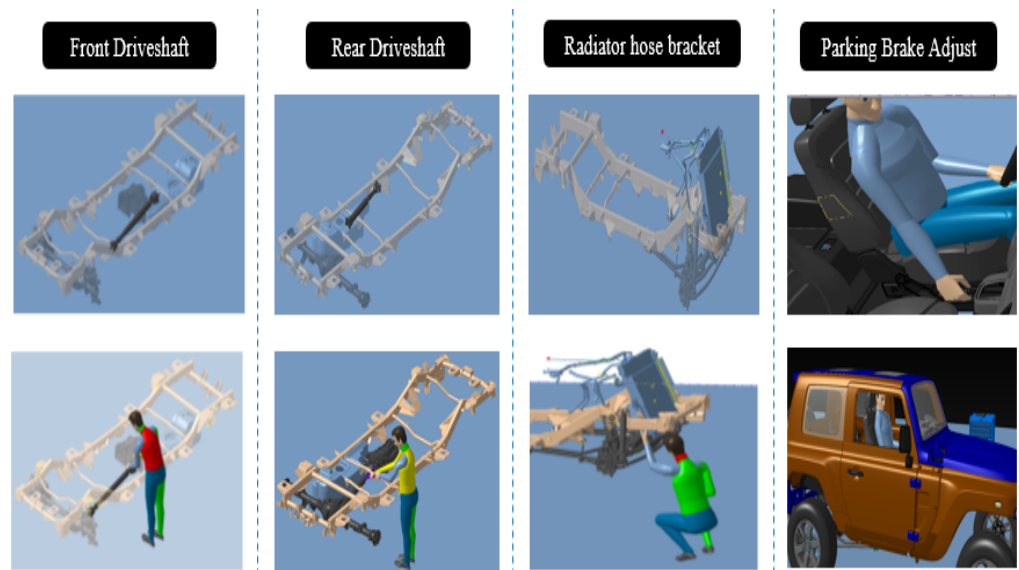 Front Driveshaft
Rear Driveshaft
Radiator hose bracket
Parking Brake Adjust